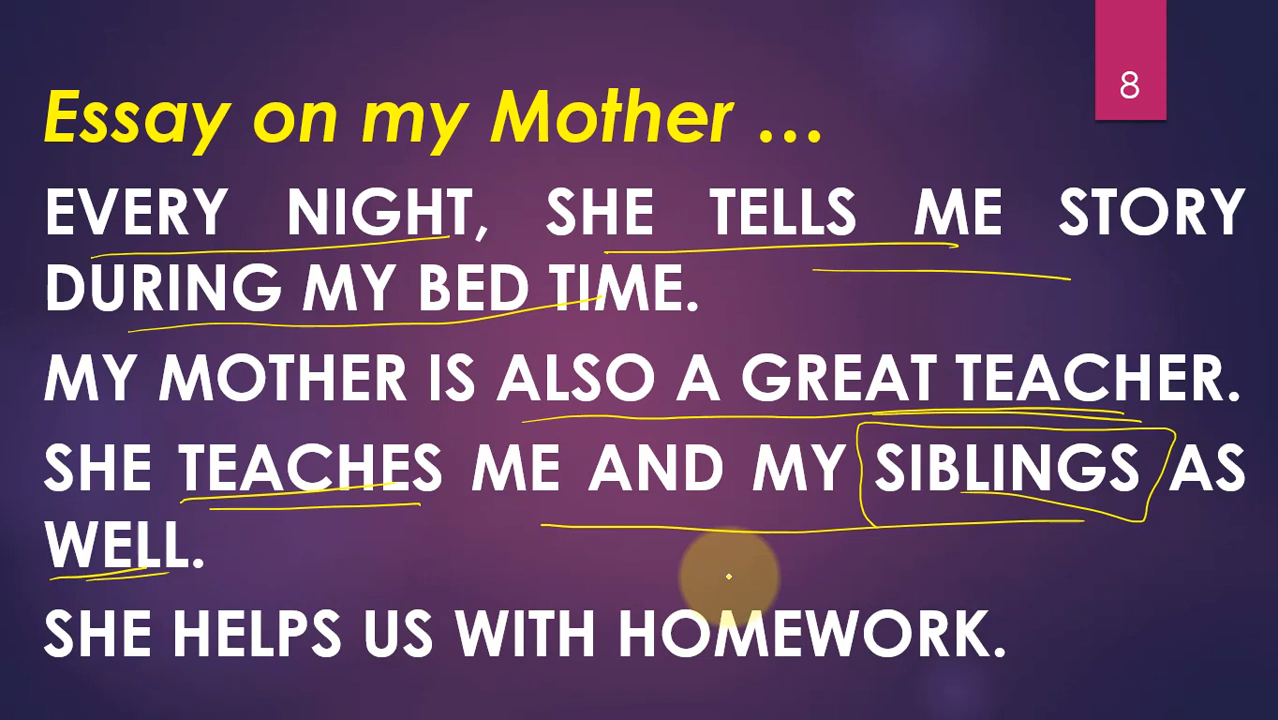 8
Essay on my Mother ...
EVERY NIGHT, SHE TELLS ME STORY
DURING MY BED TIME.
MY MOTHER IS ALSO A GREAT TEACHER.
SHE TEACHES ME AND MY SIBLINGS AS
WELL.
SHE HELPS US WITH HOMEWORK.